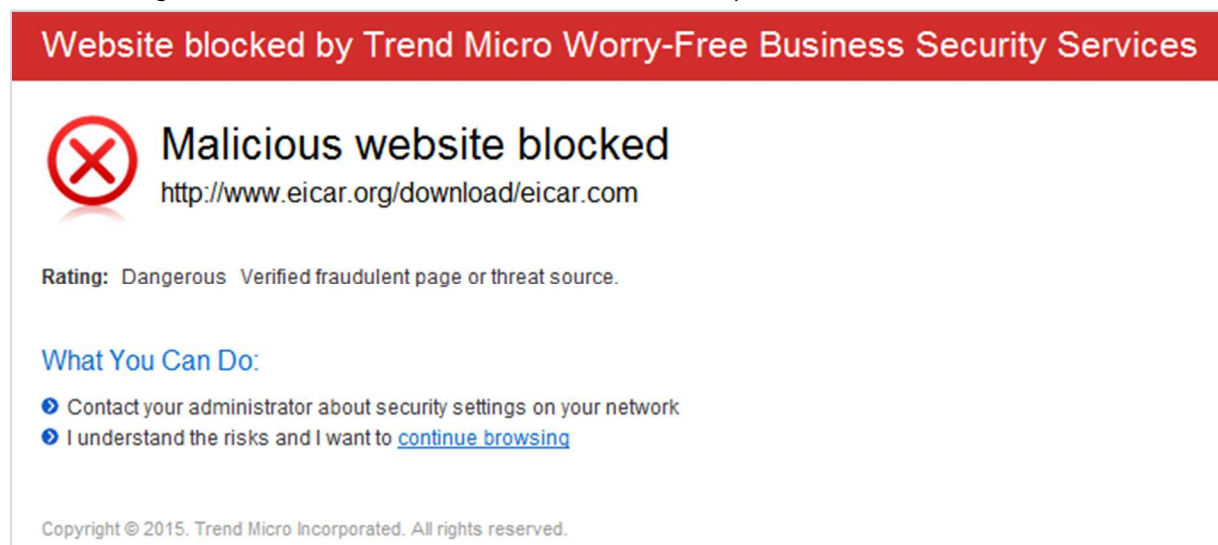 Website blocked by Trend Micro Worry-Free Business Security Services
Malicious website blocked
http://www.eicar.org/download/eicar.com
Rating: Dangerous Verified fraudulent page or threat source.
What You Can Do:
Contact your administrator about security settings on your network
I understand the risks and I want to continue browsing
Copyright © 2015. Trend Micro Incorporated. All rights reserved.